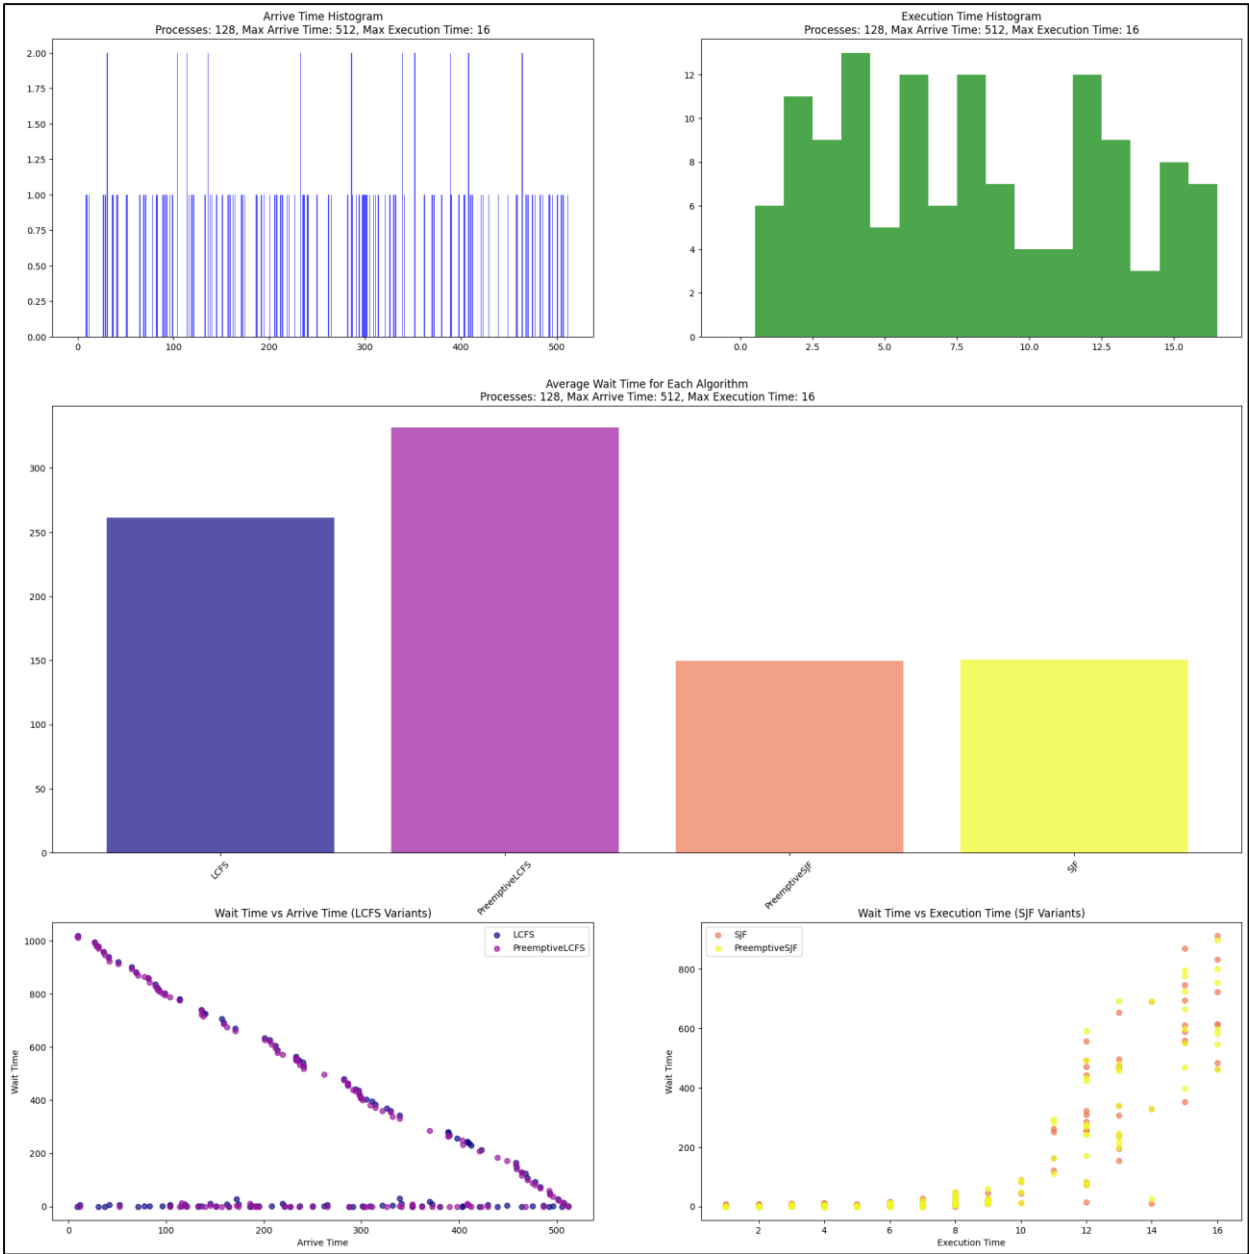 Arrive Time Histogram
Processes: 128, Max Arrive Time: 512, Max Execution Time: 16
2.00
1.75
1.50
1.25
1.00
0.75
0.50
0.25
0.00
0 100 200 300 400 500
Execution Time Histogram
Processes: 128, Max Arrive Time: 512, Max Execution Time: 16
12
10
8
6
4
2
0
0.0 2.5 5.0 7.5 10.0 12.5 15.0
Average Wait Time for Each Algorithm
Processes: 128, Max Arrive Time: 512, Max Execution Time: 16
300
250
200
150
100
50
0
LCFS
PreemptiveLCFS
PreemptiveSJF
SJF
Wait Time vs Arrive Time (LCFS Variants)
LCFS
PreemptiveLCFS
Wait Time
1000
800
600
400
200
0
0 100 200 300 400 500
Arrive Time
Wait Time vs Execution Time (SJF Variants)
SJF
PreemptiveSJF
Wait Time
800
600
400
200
0
2 4 6 8 10 12 14 16
Execution Time